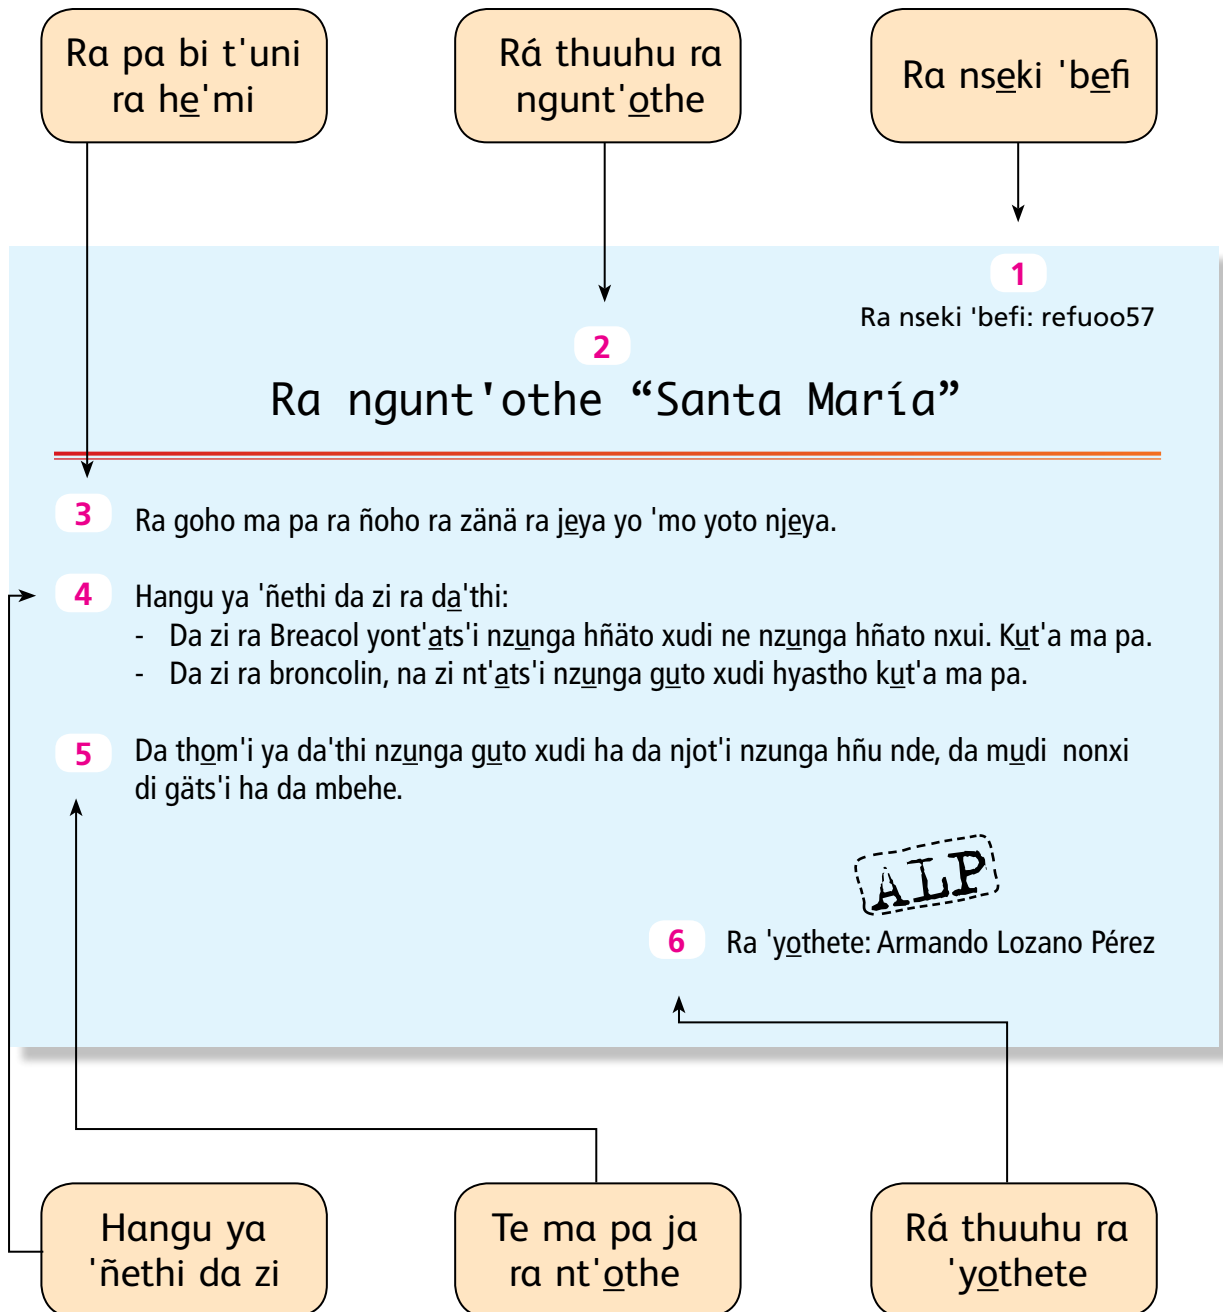 Ra pa bi t'uni
ra he̲'mi
Rá thuuhu ra
ngunt'o̲the
Ra nse̲ki 'be̲fi
1
Ra nseki 'befi: refuoo57
2
Ra ngunt'othe “Santa María”
3 Ra goho ma pa ra ñoho ra zänä ra je̲ya yo 'mo yoto nje̲ya.
4 Hangu ya 'ñethi da zi ra da̲'thi:
- Da zi ra Breacol yont'a̲ts'i nzu̲nga hñäto xudi ne nzu̲nga hñato nxui. Ku̲t'a ma pa.
- Da zi ra broncolin, na zi nt'a̲ts'i nzu̲nga gu̲to xudi hyastho ku̲t'a ma pa.
5 Da tho̲m'i ya da'thi nzu̲nga gu̲to xudi ha da njot'i nzunga hñu nde, da mu̲di nonxi
di gäts'i ha da mbehe.
ALP
6 Ra 'yo̲thete: Armando Lozano Pérez
Hangu ya
'ñethi da zi
Te ma pa ja
ra nt'o̲the
Rá thuuhu ra
'yo̲thete